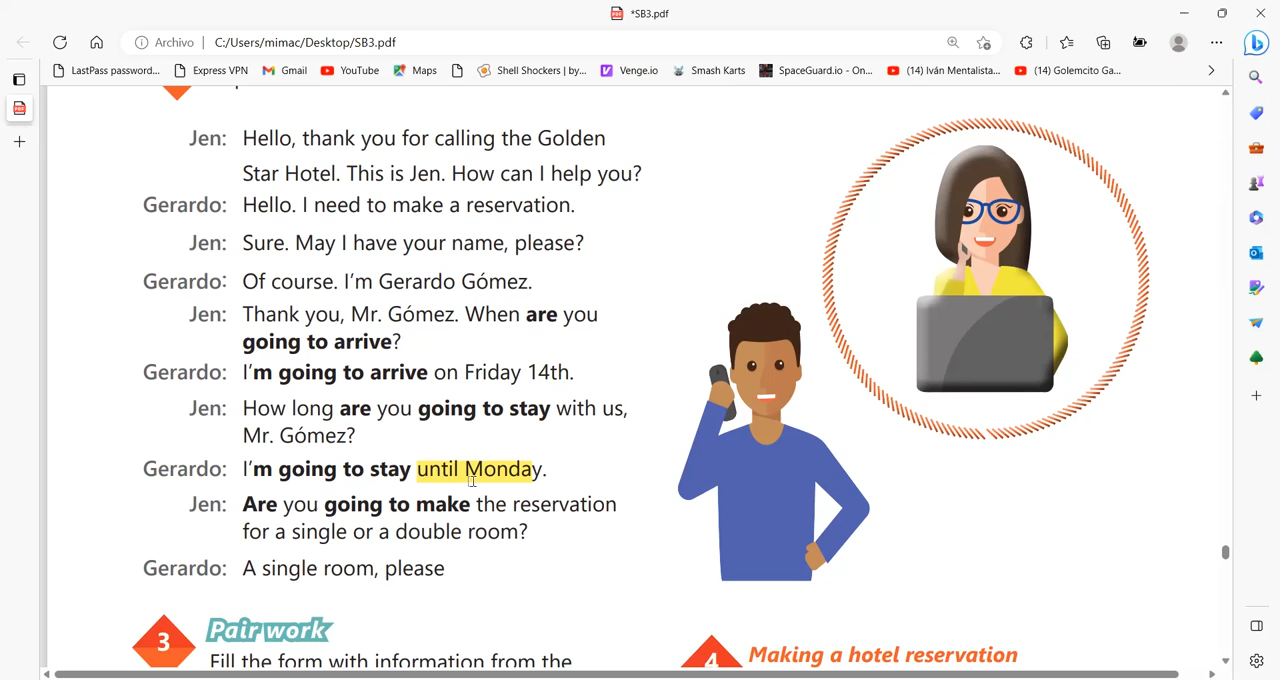 *SB3.pdf
Archivo | C:/Users/mimac/Desktop/SB3.pdf
LastPass password... Express VPN Gmail YouTube Maps Shell Shockers | by... Venge.io Smash Karts SpaceGuard.io - On... (14) Iván Mentalista... (14) Golemcito Ga...
Jen: Hello, thank you for calling the Golden
Star Hotel. This is Jen. How can I help you?
Gerardo: Hello. I need to make a reservation.
Jen: Sure. May I have your name, please?
Gerardo: Of course. I'm Gerardo Gómez.
Jen: Thank you, Mr. Gómez. When are you
going to arrive?
Gerardo: I'm going to arrive on Friday 14th.
Jen: How long are you going to stay with us,
Mr. Gómez?
Gerardo: I'm going to stay until Monday.
Jen: Are you going to make the reservation
for a single or a double room?
Gerardo: A single room, please
3 Pair work
Fill the form with information from the
4 Making a hotel reservation